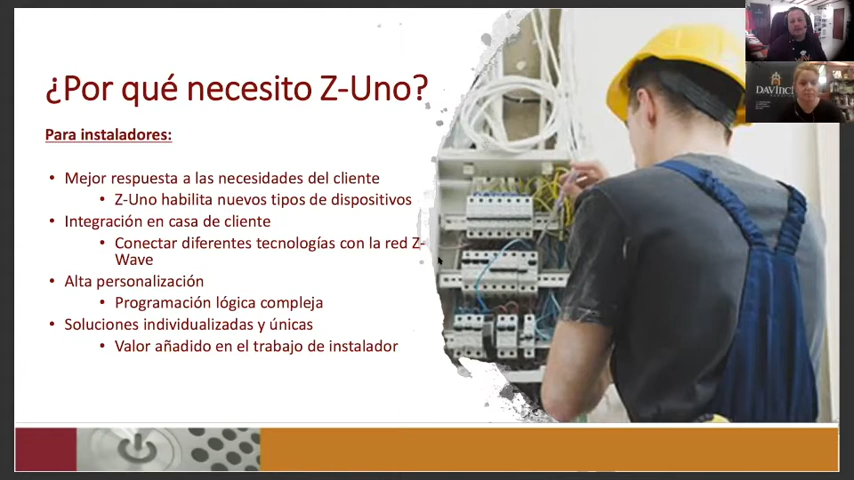 ¿Por qué necesito Z-Uno?
Para instaladores:
• Mejor respuesta a las necesidades del cliente
• Z-Uno habilita nuevos tipos de dispositivos
• Integración en casa de cliente
• Conectar diferentes tecnologías con la red Z-
Wave
• Alta personalización
• Programación lógica compleja
• Soluciones individualizadas y únicas
• Valor añadido en el trabajo de instalador
DAVINCI